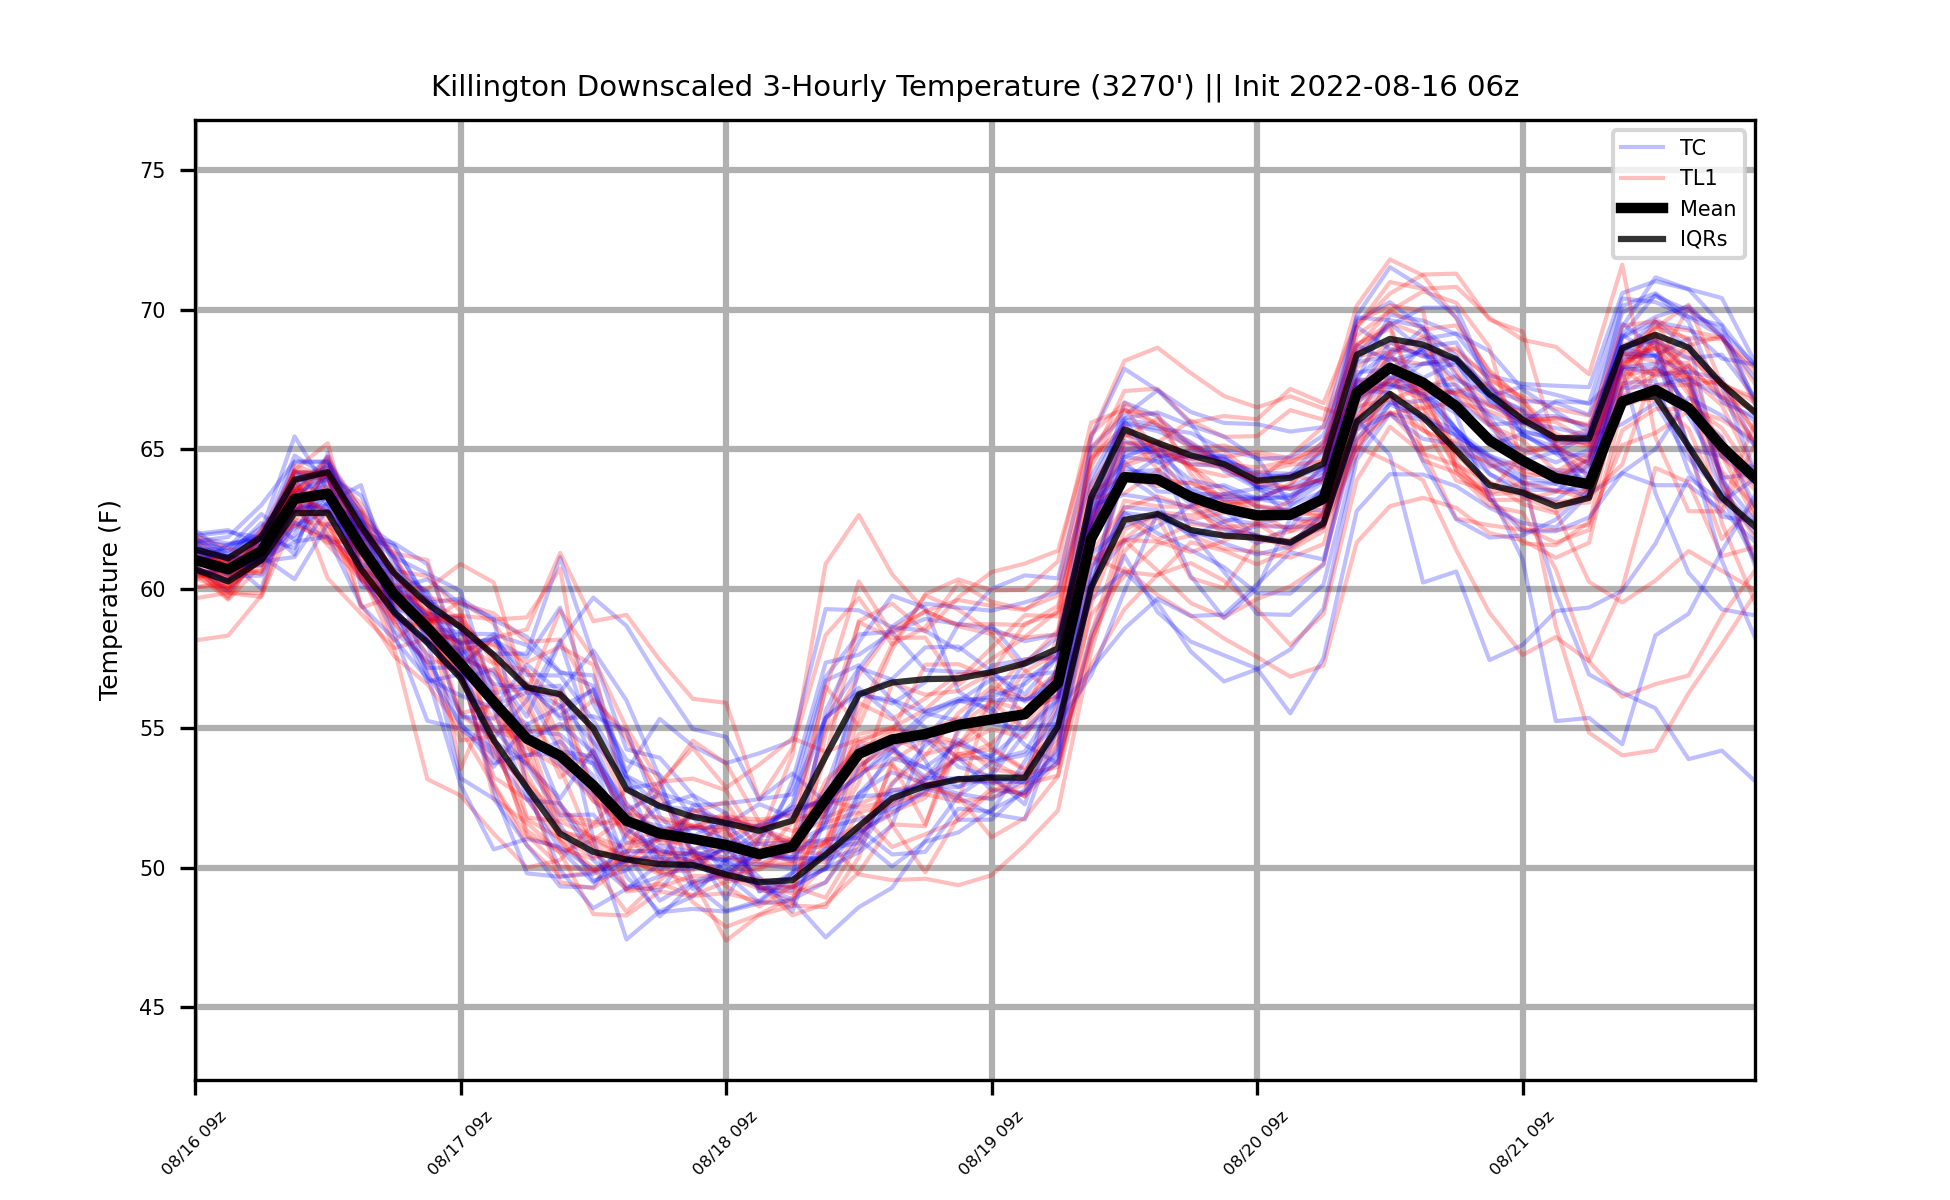 Killington Downscaled 3-Hourly Temperature (3270') || Init 2022-08-16 06z
TC
TL1
Mean
IQRs
Temperature (F)
75
70
65
60
55
50
45
08/16 09z
08/17 09z
08/18 09z
08/19 09z
08/20 09z
08/21 09z